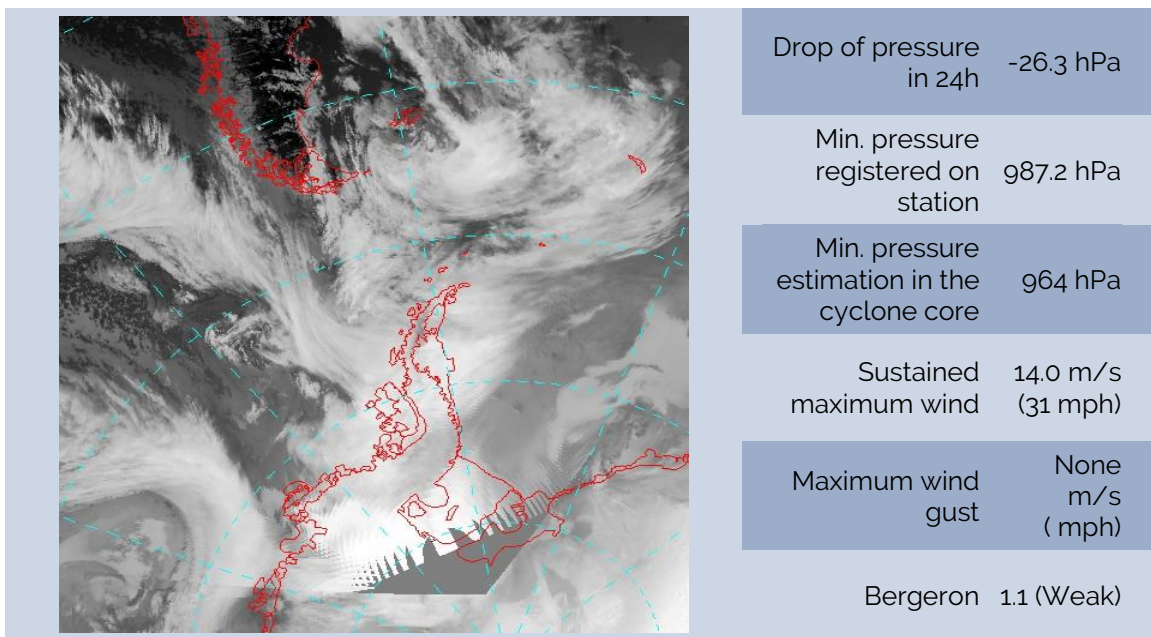 Drop of pressure
in 24h
-26.3 hPa
Min. pressure
registered on
station
987.2 hPa
Min. pressure
estimation in the
cyclone core
964 hPa
Sustained
maximum wind
14.0 m/s
(31 mph)
Maximum wind
gust
None
m/s
( mph)
Bergeron
1.1 (Weak)